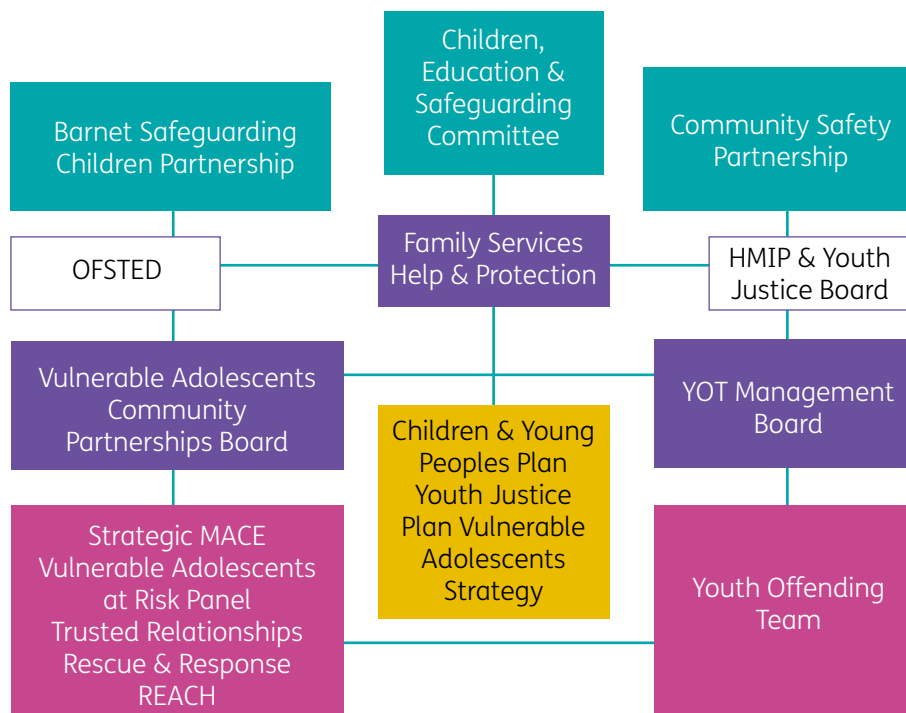 Children,
Education &
Safeguarding
Committee
Barnet Safeguarding
Children Partnership
Community Safety
Partnership
OFSTED
Family Services
Help & Protection
HMIP & Youth
Justice Board
Vulnerable Adolescents
Community
Partnerships Board
YOT Management
Board
Children & Young
Peoples Plan
Youth Justice
Plan Vulnerable
Adolescents
Strategy
Strategic MACE
Vulnerable Adolescents
at Risk Panel
Trusted Relationships
Rescue & Response
REACH
Youth Offending
Team